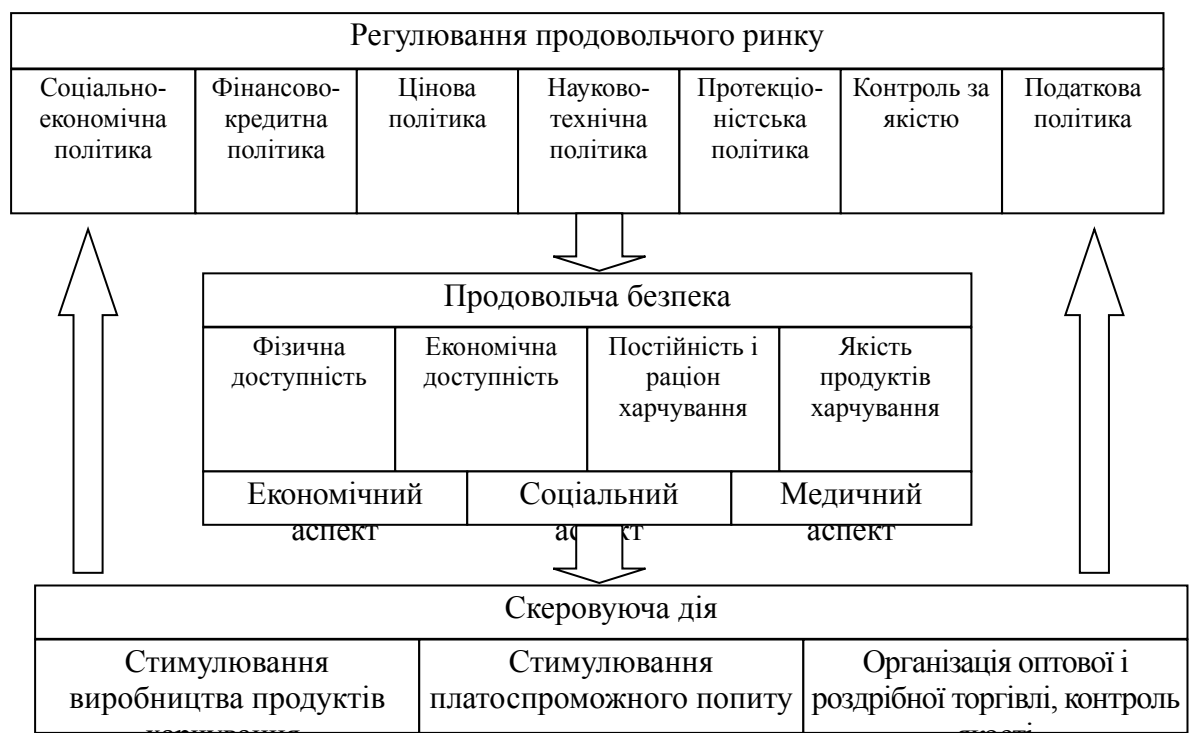 Регулювання продовольчого ринку
Соціально-
економічна
політика
Фінансово-
кредитна
політика
Цінова
політика
Науково-
технічна
політика
Протекціо-
ністська
політика
Контроль за
якістю
Податкова
політика
Продовольча безпека
Фізична
доступність
Економічна
доступність
Постійність і
раціон
харчування
Якість
продуктів
харчування
Економічний
аспект
Соціальний
аспект
Медичний
аспект
Скеровуюча дія
Стимулювання
виробництва продуктів
Стимулювання
платоспроможного попиту
Організація оптової і
роздрібної торгівлі, контроль